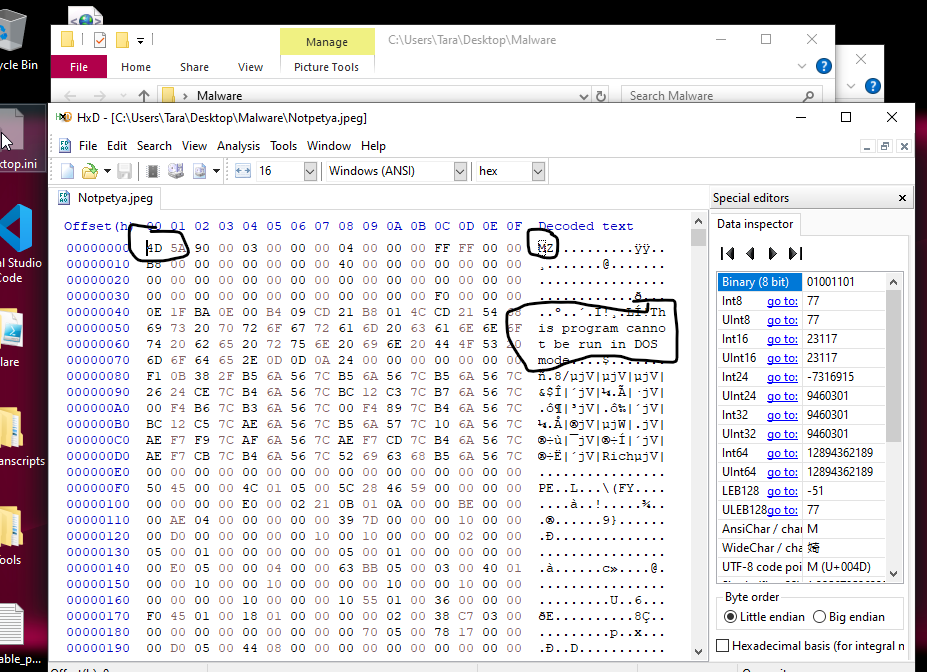 Manage
C:\Users\Tara\Desktop\Malware
ycle Bin
File Home Share View Picture Tools
Malware
Search Malware
HxD - [C:\Users\Tara\Desktop\Malware\Notpetya.jpeg]
File Edit Search View Analysis Tools Window Help
ktop.ini
16 Windows (ANSI) hex
Notpetya.jpeg
Special editors
Data inspector
Offset(h) 00 01 02 03 04 05 06 07 08 09 0A 0B 0C 0D 0E 0F Decoded text
00000000 4D 5A 90 00 03 00 00 00 04 00 00 00 FF FF 00 00 MZ..........ÿÿ..
00000010 B8 00 00 00 00 00 00 00 40 00 00 00 00 00 00 00 ¸.......@.......
00000020 00 00 00 00 00 00 00 00 00 00 00 00 00 00 00 00 ................
00000030 00 00 00 00 00 00 00 00 00 00 00 00 F0 00 00 00 ............ð...
00000040 0E 1F BA 0E 00 B4 09 CD 21 B8 01 4C CD 21 54 68 ..º..´.Í!¸.LÍ!Th
00000050 69 73 20 70 72 6F 67 72 61 6D 20 63 61 6E 6E 6F is program canno
00000060 74 20 62 65 20 72 75 6E 20 69 6E 20 44 4F 53 20 t be run in DOS
00000070 6D 6F 64 65 2E 0D 0D 0A 24 00 00 00 00 00 00 00 mode....$.......
00000080 F1 0B 38 2F B5 6A 56 7C B5 6A 56 7C B5 6A 56 7C ñ.8/µjV|µjV|µjV|
00000090 26 24 CE 7C B4 6A 56 7C BC 12 C3 7C B7 6A 56 7C &$Î|´jV|¼.Ã|·jV|
000000A0 00 F4 B6 7C B3 6A 56 7C 00 F4 89 7C B4 6A 56 7C .ô¶|³jV|.ô‰|´jV|
000000B0 BC 12 C5 7C AE 6A 56 7C B5 6A 57 7C 10 6A 56 7C ¼.Å|®jV|µjW|.jV|
000000C0 AE F7 F9 7C AF 6A 56 7C AE F7 CD 7C B4 6A 56 7C ®÷ù|¯jV|®÷Í|´jV|
000000D0 AE F7 CB 7C B4 6A 56 7C 52 69 63 68 B5 6A 56 7C ®÷Ë|´jV|RichµjV|
000000E0 00 00 00 00 00 00 00 00 00 00 00 00 00 00 00 00 ................
000000F0 50 45 00 00 4C 01 05 00 5C 28 46 59 00 00 00 00 PE..L...\(FY....
00000100 00 00 00 00 E0 00 02 21 0B 01 0A 00 00 BE 00 00 ....à..!.....¾..
00000110 00 AE 04 00 00 00 00 00 39 7D 00 00 00 10 00 00 .®......9}......
00000120 00 D0 00 00 00 00 00 10 00 10 00 00 00 02 00 00 .Ð..............
00000130 05 00 01 00 00 00 00 00 05 00 01 00 00 00 00 00 ................
00000140 00 E0 05 00 00 04 00 00 63 BB 05 00 03 00 40 01 .à......c»....@.
00000150 00 00 10 00 00 10 00 00 00 00 10 00 00 10 00 00 ................
00000160 00 00 00 00 10 00 00 00 10 55 01 00 36 00 00 00 .........U..6...
00000170 F0 45 01 00 18 01 00 00 00 00 02 00 38 C7 03 00 ðE..........8Ç..
00000180 00 00 00 00 00 00 00 00 00 70 05 00 78 17 00 00 .........p..x...
00000190 00 D0 05 00 44 08 00 00 00 00 00 00 00 00 00 00 .Ð..D...........
Binary (8 bit) 01001101
Int8 go to: 77
UInt8 go to: 77
Int16 go to: 23117
UInt16 go to: 23117
Int24 go to: -7316915
UInt24 go to: 9460301
Int32 go to: 9460301
UInt32 go to: 9460301
Int64 go to: 12894362189
UInt64 go to: 12894362189
LEB128 go to: -51
ULEB128 go to: 77
AnsiChar / char M
WideChar / cha 婍
UTF-8 code poi M (U+004D)
Byte order
Little endian Big endian
Hexadecimal basis (for integral n
al Studio
Code
lare
anscripts
ools
able_p...